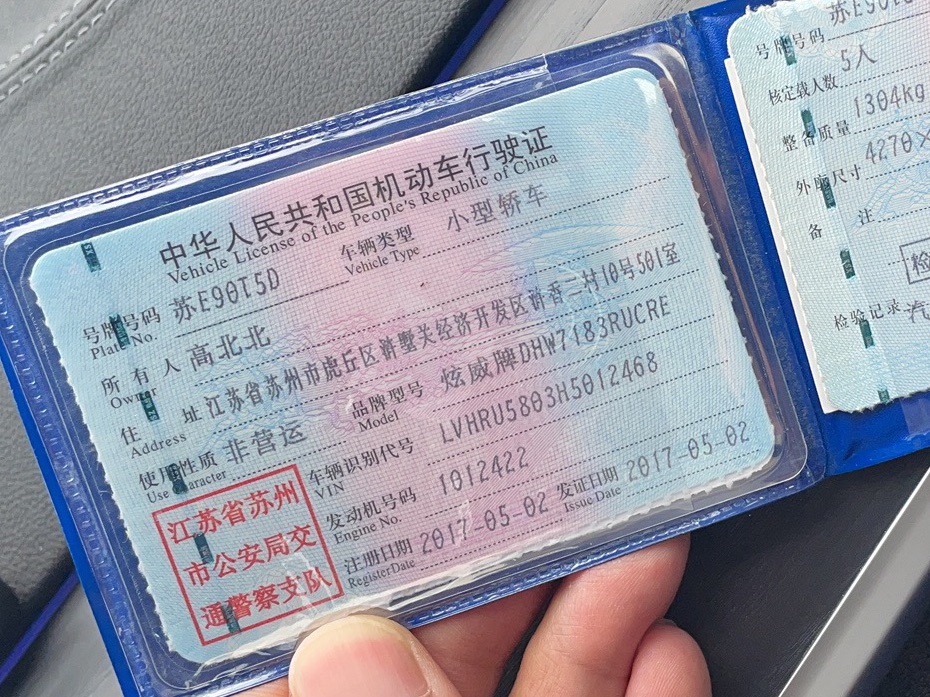 中华人民共和国机动车行驶证
Vehicle License of the People's Republic of China
号牌号码 苏E90T5D 车辆类型 小型轿车
Plate No. Vehicle Type
所有人 高北北
Owner
住址 江苏省苏州市虎丘区浒墅关经济开发区浒香二村10号501室
Address
使用性质 非营运 品牌型号 炫威牌DHW7183RUCRE
Use Character Model
车辆识别代号 LVHRU5803H5012468
VIN
发动机号码 1012422
Engine No.
注册日期 2017-05-02 发证日期 2017-05-02
Register Date Issue Date
江苏省苏州
市公安局交
通警察支队
号牌号码
核定载人数 5人
整备质量 1304kg
外廓尺寸 4270×
备注
检验记录